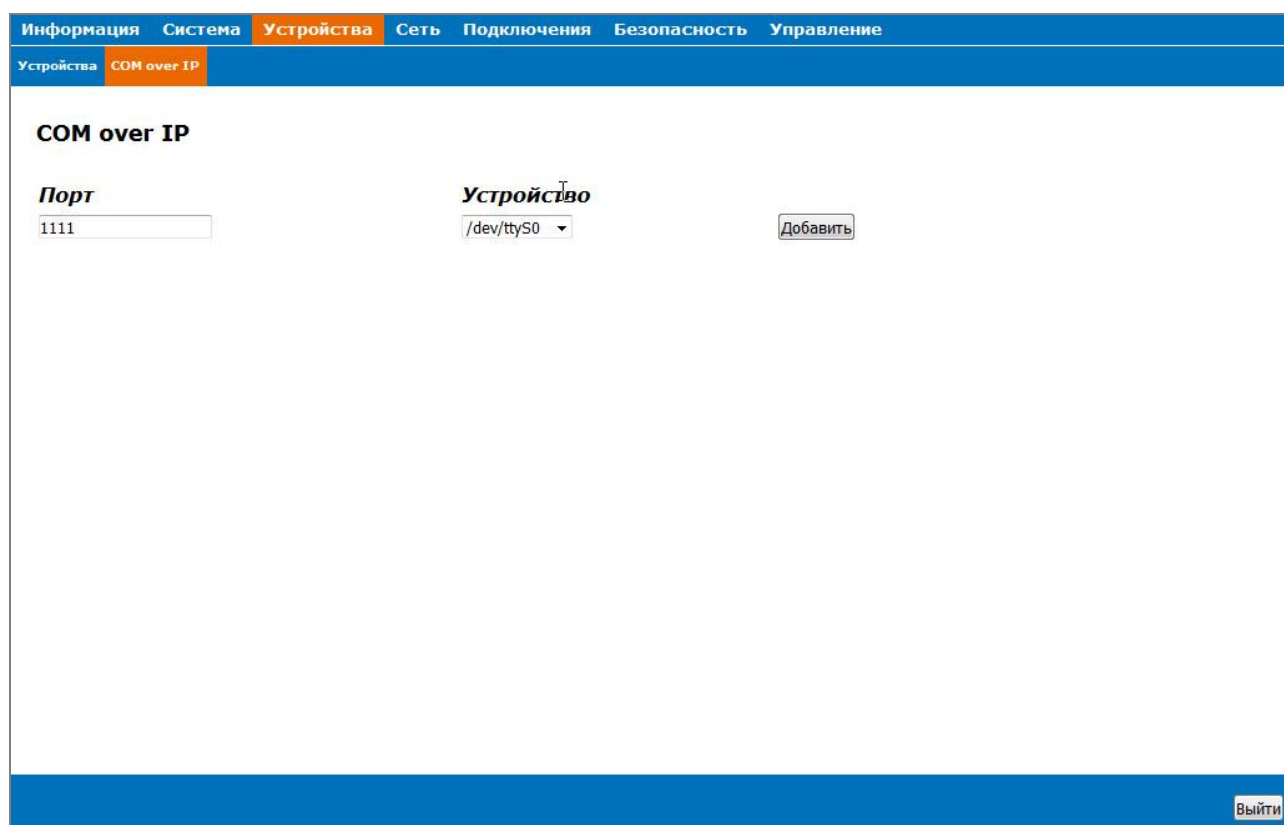 Информация Система Устройства Сеть Подключения Безопасность Управление
Устройства COM over IP
COM over IP
Порт Устройство
1111 /dev/ttyS0 Добавить
Выйти